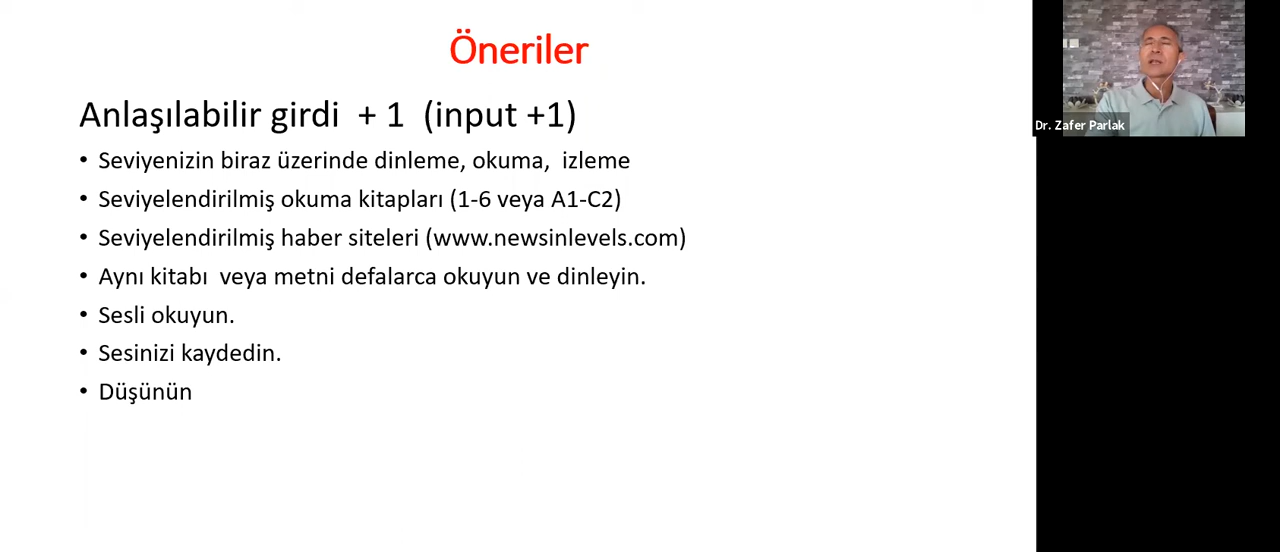 Öneriler
Anlaşılabilir girdi + 1 (input +1)
• Seviyenizin biraz üzerinde dinleme, okuma, izleme
• Seviyelendirilmiş okuma kitapları (1-6 veya A1-C2)
• Seviyelendirilmiş haber siteleri (www.newsinlevels.com)
• Aynı kitabı veya metni defalarca okuyun ve dinleyin.
• Sesli okuyun.
• Sesinizi kaydedin.
• Düşünün
Dr. Zafer Parlak